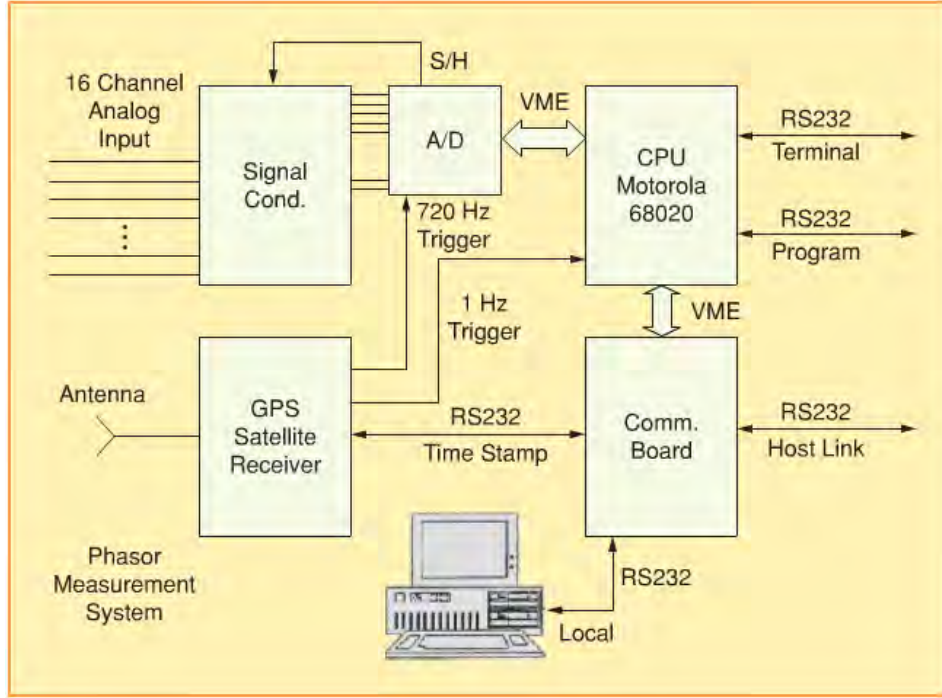 S/H
16 Channel
Analog
Input
Signal
Cond.
A/D
VME
CPU
Motorola
68020
RS232
Terminal
RS232
Program
720 Hz
Trigger
1 Hz
Trigger
VME
Antenna
GPS
Satellite
Receiver
RS232
Time Stamp
Comm.
Board
RS232
Host Link
Phasor
Measurement
System
RS232
Local